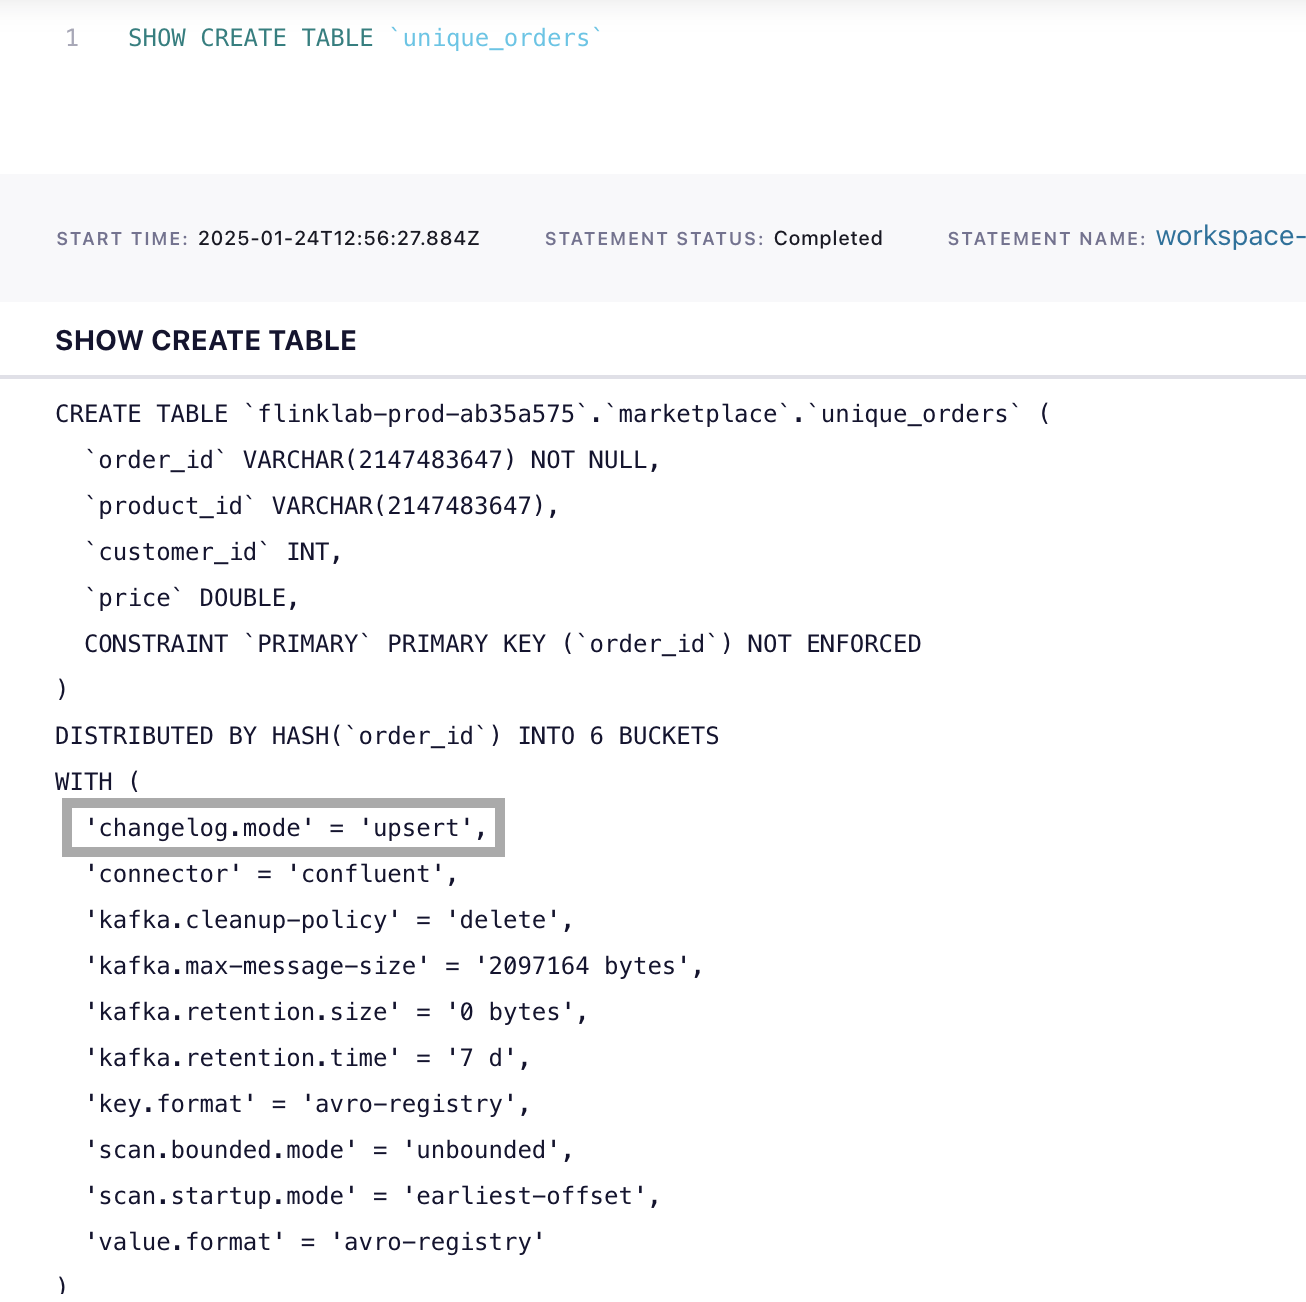 1 SHOW CREATE TABLE `unique_orders`
START TIME: 2025-01-24T12:56:27.884Z STATEMENT STATUS: Completed STATEMENT NAME: workspace-
SHOW CREATE TABLE
CREATE TABLE `flinklab-prod-ab35a575`.`marketplace`.`unique_orders` (
  `order_id` VARCHAR(2147483647) NOT NULL,
  `product_id` VARCHAR(2147483647),
  `customer_id` INT,
  `price` DOUBLE,
  CONSTRAINT `PRIMARY` PRIMARY KEY (`order_id`) NOT ENFORCED
)
DISTRIBUTED BY HASH(`order_id`) INTO 6 BUCKETS
WITH (
  'changelog.mode' = 'upsert',
  'connector' = 'confluent',
  'kafka.cleanup-policy' = 'delete',
  'kafka.max-message-size' = '2097164 bytes',
  'kafka.retention.size' = '0 bytes',
  'kafka.retention.time' = '7 d',
  'key.format' = 'avro-registry',
  'scan.bounded.mode' = 'unbounded',
  'scan.startup.mode' = 'earliest-offset',
  'value.format' = 'avro-registry'
)